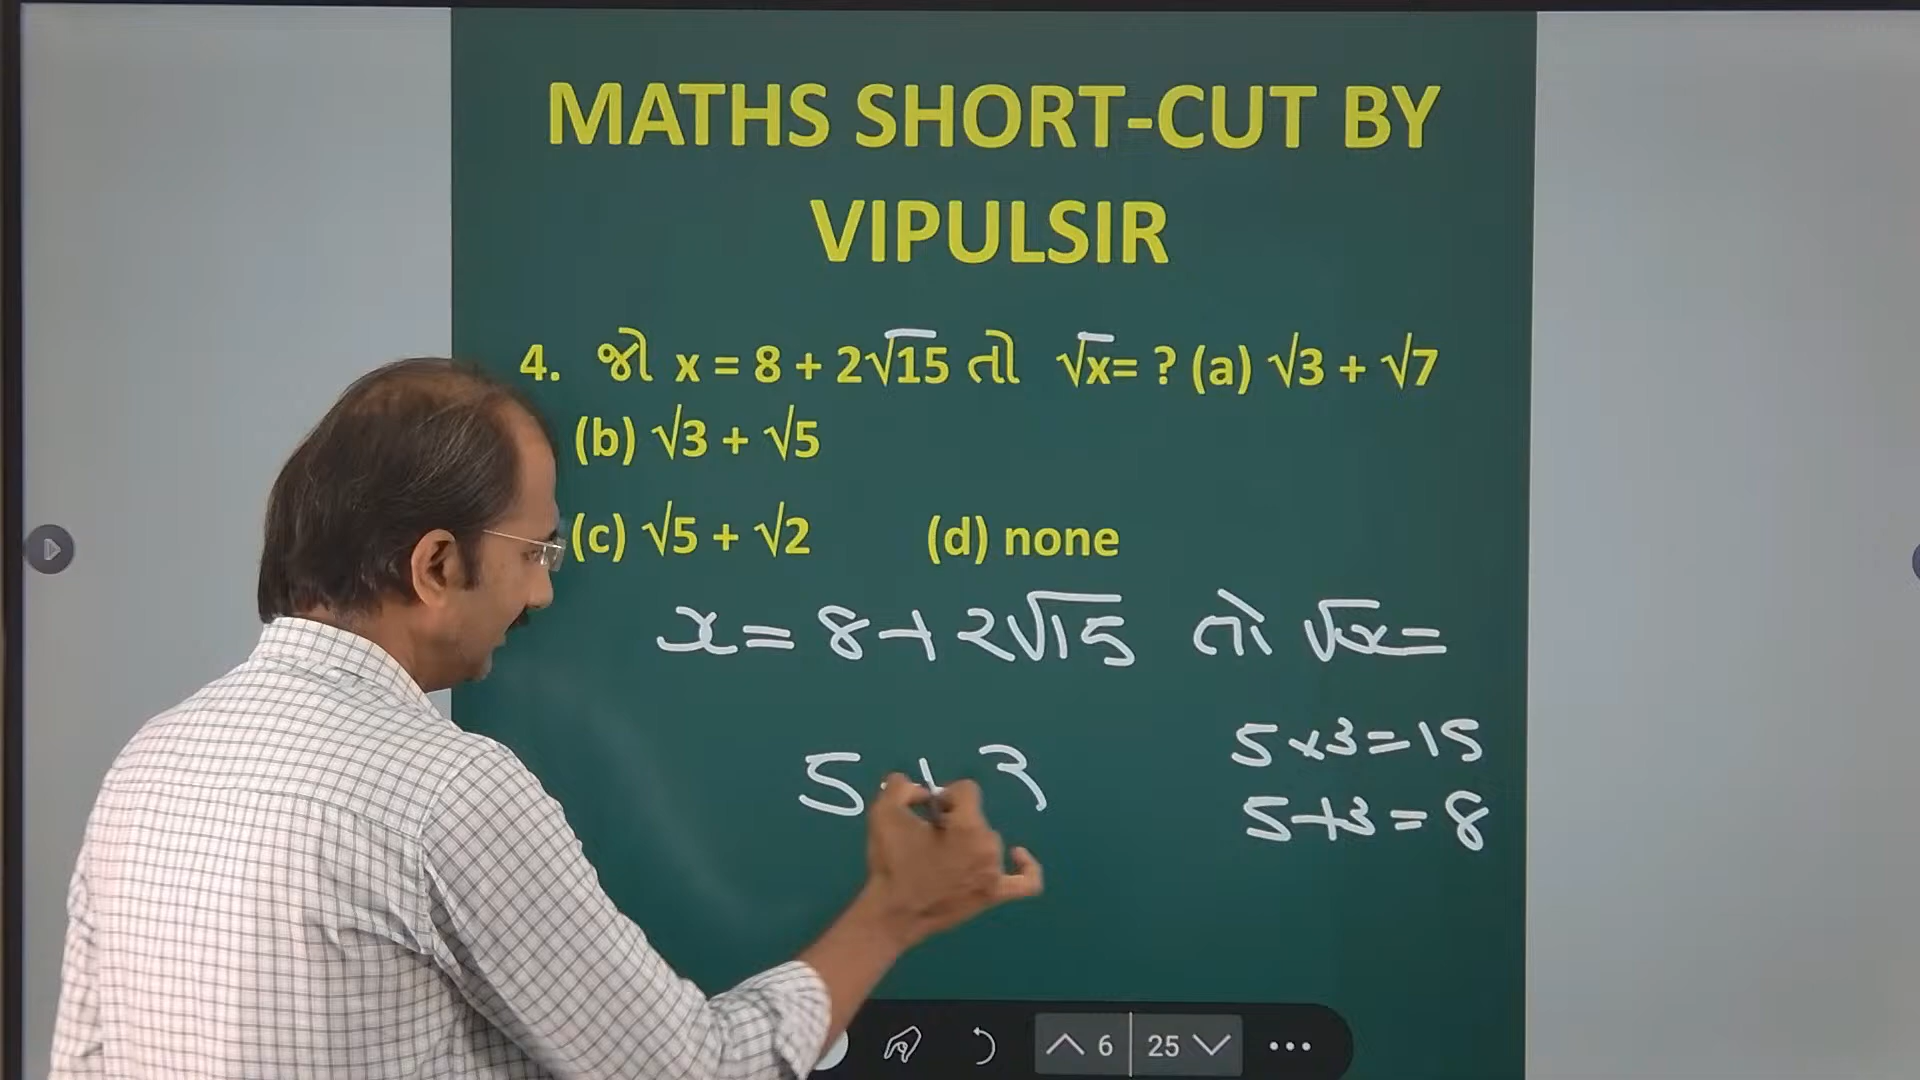 MATHS SHORT-CUT BY
VIPULSIR
4. જો x = 8 + 2√15 તો √x= ? (a) √3 + √7
(b) √3 + √5
(c) √5 + √2 (d) none
x = 8 + 2√15 તો √x =
5 + 3
5 × 3 = 15
5 + 3 = 8
6 25